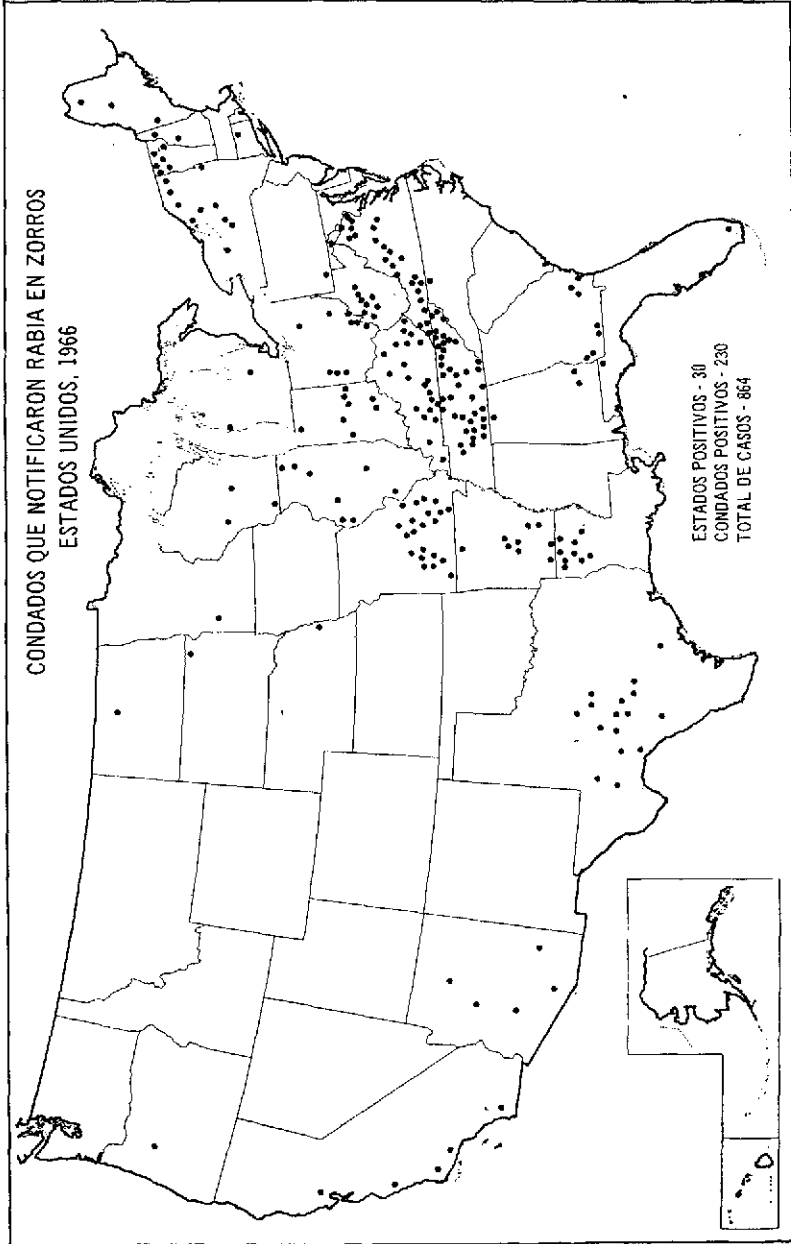 CONDADOS QUE NOTIFICARON RABIA EN ZORROS
ESTADOS UNIDOS, 1966
ESTADOS POSITIVOS - 30
CONDADOS POSITIVOS - 230
TOTAL DE CASOS - 864